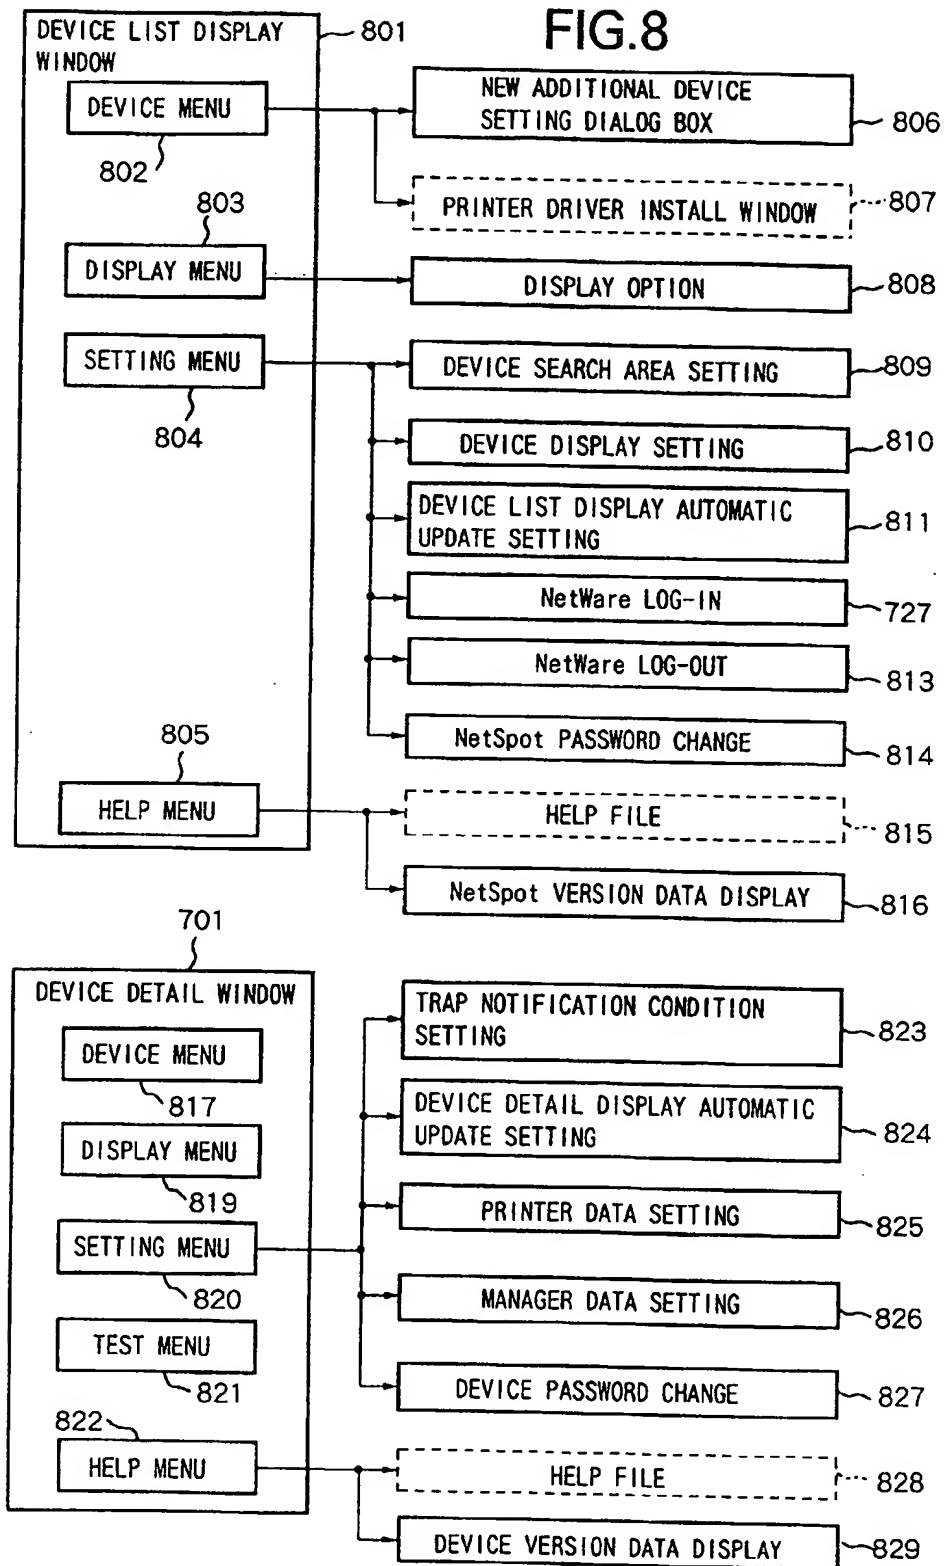 FIG.8
DEVICE LIST DISPLAY
WINDOW
801
DEVICE MENU
802
NEW ADDITIONAL DEVICE
SETTING DIALOG BOX
806
PRINTER DRIVER INSTALL WINDOW
807
803
DISPLAY MENU
DISPLAY OPTION
808
SETTING MENU
804
DEVICE SEARCH AREA SETTING
809
DEVICE DISPLAY SETTING
810
DEVICE LIST DISPLAY AUTOMATIC
UPDATE SETTING
811
NetWare LOG-IN
727
NetWare LOG-OUT
813
NetSpot PASSWORD CHANGE
814
805
HELP MENU
HELP FILE
815
NetSpot VERSION DATA DISPLAY
816
701
DEVICE DETAIL WINDOW
DEVICE MENU
817
DISPLAY MENU
819
SETTING MENU
820
TEST MENU
821
822
HELP MENU
TRAP NOTIFICATION CONDITION
SETTING
823
DEVICE DETAIL DISPLAY AUTOMATIC
UPDATE SETTING
824
PRINTER DATA SETTING
825
MANAGER DATA SETTING
826
DEVICE PASSWORD CHANGE
827
HELP FILE
828
DEVICE VERSION DATA DISPLAY
829